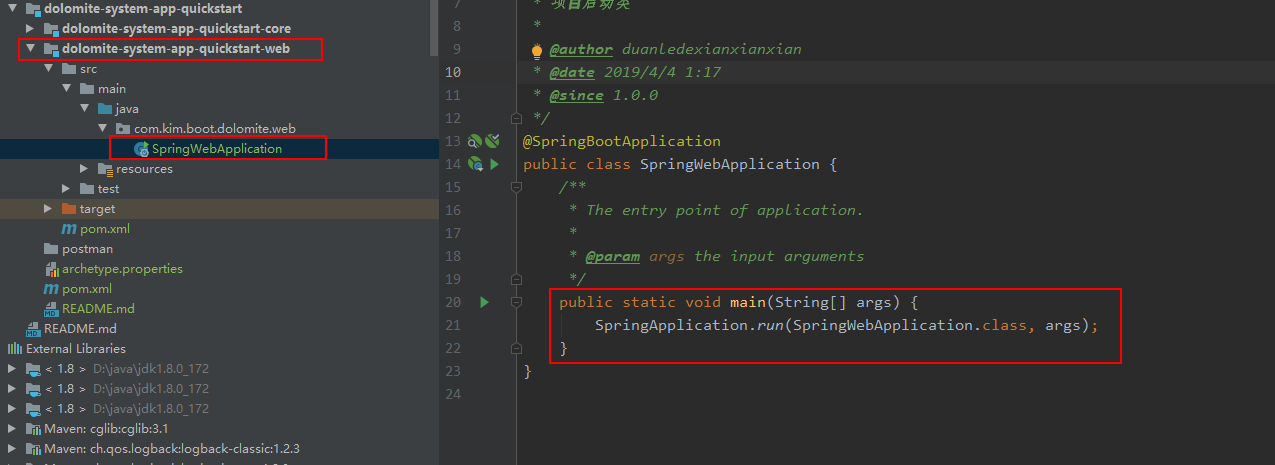 dolomite-system-app-quickstart
dolomite-system-app-quickstart-core
dolomite-system-app-quickstart-web
src
main
java
com.kim.boot.dolomite.web
SpringWebApplication
resources
test
target
pom.xml
postman
archetype.properties
pom.xml
README.md
README.md
External Libraries
< 1.8 > D:\java\jdk1.8.0_172
< 1.8 > D:\java\jdk1.8.0_172
< 1.8 > D:\java\jdk1.8.0_172
Maven: cglib:cglib:3.1
Maven: ch.qos.logback:logback-classic:1.2.3
7 * 项目启动类
8 *
9 * @author duanledexianxianxian
10 * @date 2019/4/4 1:17
11 * @since 1.0.0
12 */
13 @SpringBootApplication
14 public class SpringWebApplication {
15 /**
16 * The entry point of application.
17 *
18 * @param args the input arguments
19 */
20 public static void main(String[] args) {
21 SpringApplication.run(SpringWebApplication.class, args);
22 }
23 }
24